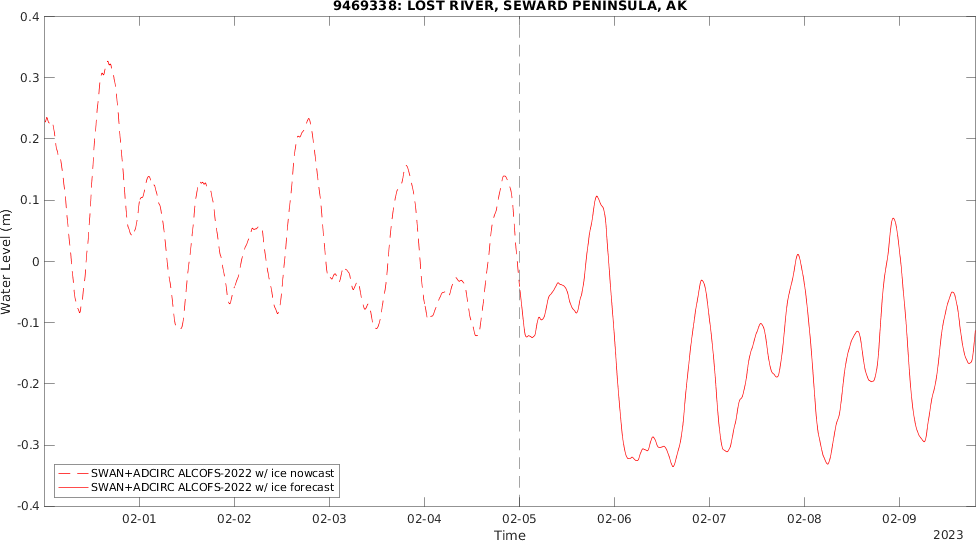 9469338: LOST RIVER, SEWARD PENINSULA, AK
0.4
0.3
0.2
0.1
0
-0.1
-0.2
-0.3
-0.4
Water Level (m)
SWAN+ADCIRC ALCOFS-2022 w/ ice nowcast
SWAN+ADCIRC ALCOFS-2022 w/ ice forecast
02-01 02-02 02-03 02-04 02-05 02-06 02-07 02-08 02-09
Time
2023